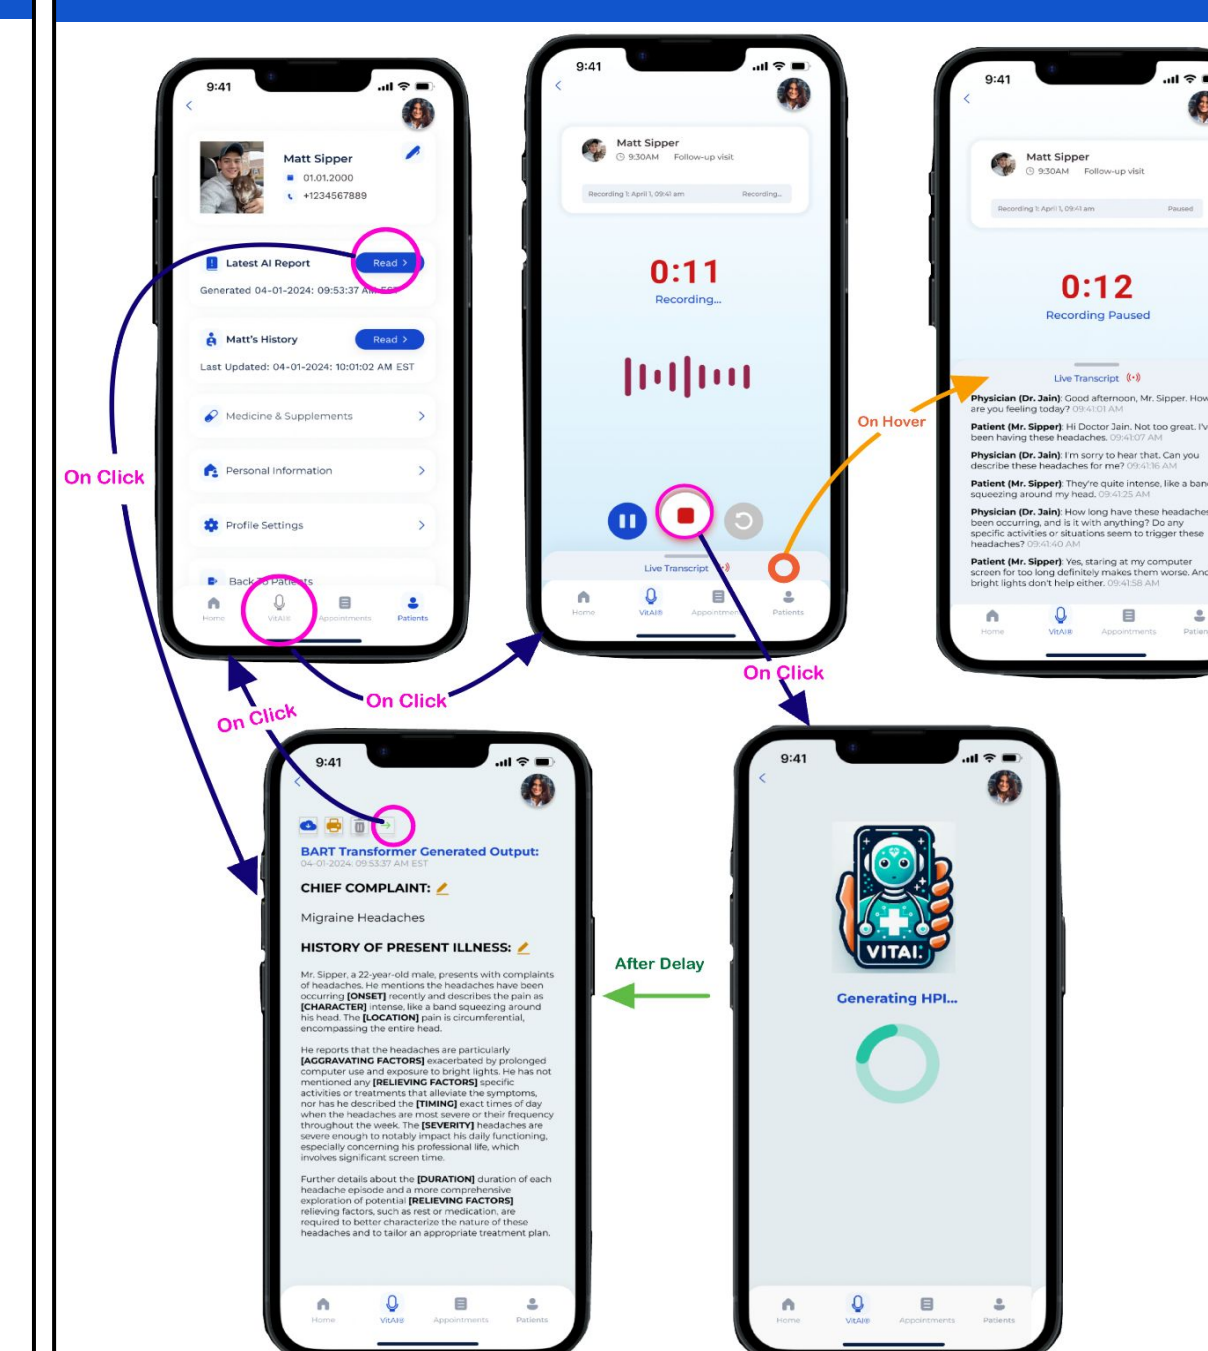 9:41
Matt Sipper
01.01.2000
+1234567889
Latest AI Report
Read >
Generated 04-01-2024: 09:53:37 AM EST
Matt's History
Read >
Last Updated: 04-01-2024: 10:01:02 AM EST
Medicine & Supplements
Personal Information
Profile Settings
Back To Patients
Home
VitAI®
Appointments
Patients
On Click
On Click
On Click
9:41
Matt Sipper
9:30AM Follow-up visit
Recording 1: April 1, 09:41 am
Recording...
0:11
Recording...
Live Transcript
Home
VitAI®
Appointments
Patients
On Hover
On Click
9:41
Matt Sipper
9:30AM Follow-up visit
Recording 1: April 1, 09:41 am
Paused
0:12
Recording Paused
Live Transcript
Physician (Dr. Jain): Good afternoon, Mr. Sipper. How
are you feeling today? 09:41:01 AM
Patient (Mr. Sipper): Hi Doctor Jain. Not too great. I'v
been having these headaches. 09:41:07 AM
Physician (Dr. Jain): I'm sorry to hear that. Can you
describe these headaches for me? 09:41:16 AM
Patient (Mr. Sipper): They're quite intense, like a band
squeezing around my head. 09:41:25 AM
Physician (Dr. Jain): How long have these headaches
been occurring, and is it with anything? Do any
specific activities or situations seem to trigger these
headaches? 09:41:40 AM
Patient (Mr. Sipper): Yes, staring at my computer
screen for too long definitely makes them worse. And
bright lights don't help either. 09:41:58 AM
Home
VitAI®
Appointments
Patien
9:41
BART Transformer Generated Output:
04-01-2024: 09:53:37 AM EST
CHIEF COMPLAINT:
Migraine Headaches
HISTORY OF PRESENT ILLNESS:
Mr. Sipper, a 22-year-old male, presents with complaints
of headaches. He mentions the headaches have been
occurring [ONSET] recently and describes the pain as
[CHARACTER] intense, like a band squeezing around
his head. The [LOCATION] pain is circumferential,
encompassing the entire head.
He reports that the headaches are particularly
[AGGRAVATING FACTORS] exacerbated by prolonged
computer use and exposure to bright lights. He has not
mentioned any [RELIEVING FACTORS] specific
activities or treatments that alleviate the symptoms,
nor has he described the [TIMING] exact times of day
when the headaches are most severe or their frequency
throughout the week. The [SEVERITY] headaches are
severe enough to notably impact his daily functioning,
especially concerning his professional life, which
involves significant screen time.
Further details about the [DURATION] duration of each
headache episode and a more comprehensive
exploration of potential [RELIEVING FACTORS]
relieving factors, such as rest or medication, are
required to better characterize the nature of these
headaches and to tailor an appropriate treatment plan.
Home
VitAI®
Appointments
Patients
After Delay
9:41
VITAI.
Generating HPI...
Home
VitAI®
Appointments
Patients